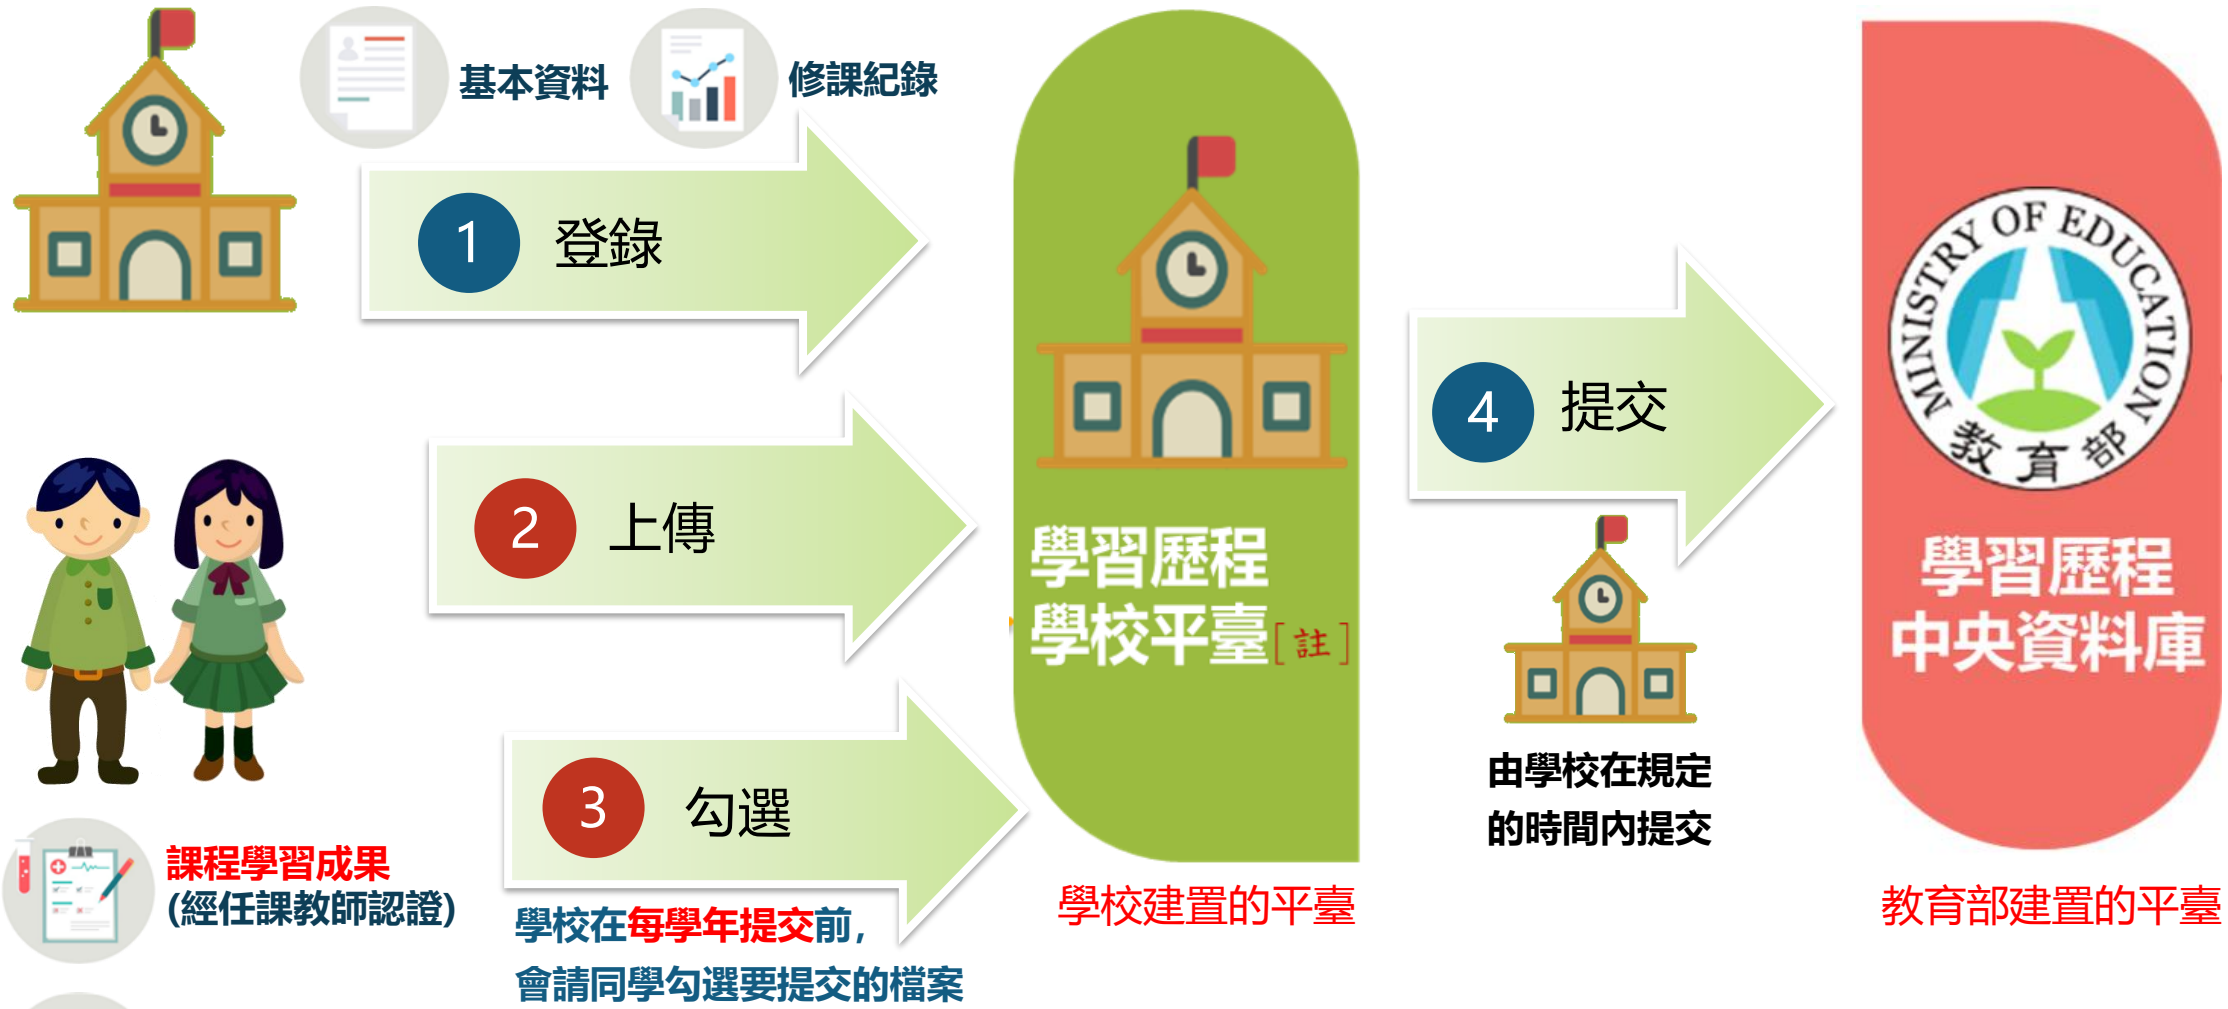 基本資料
修課紀錄
1 登錄
2 上傳
3 勾選
課程學習成果
(經任課教師認證)
學校在每學年提交前，
會請同學勾選要提交的檔案
學習歷程
學校平臺[註]
學校建置的平臺
4 提交
由學校在規定
的時間內提交
MINISTRY OF EDUCATION
教育部
學習歷程
中央資料庫
教育部建置的平臺